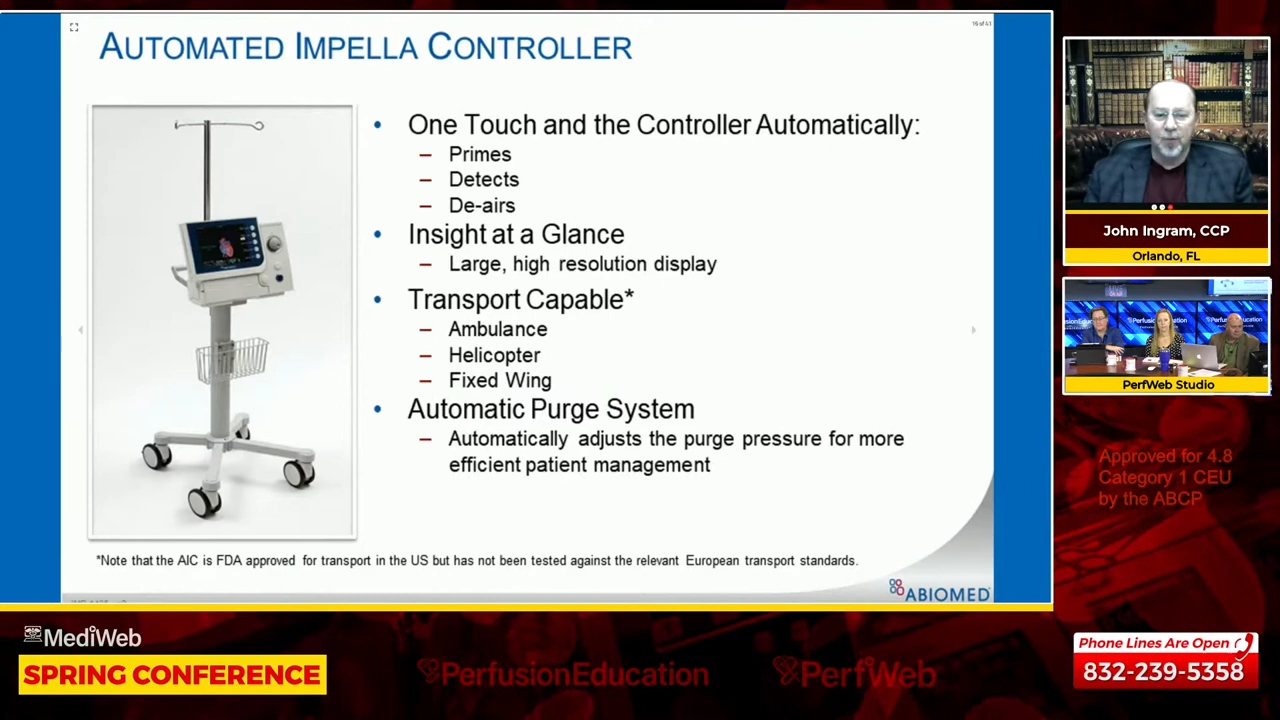 AUTOMATED IMPELLA CONTROLLER
16 of 41
• One Touch and the Controller Automatically:
– Primes
– Detects
– De-airs
• Insight at a Glance
– Large, high resolution display
• Transport Capable*
– Ambulance
– Helicopter
– Fixed Wing
• Automatic Purge System
– Automatically adjusts the purge pressure for more
efficient patient management
*Note that the AIC is FDA approved for transport in the US but has not been tested against the relevant European transport standards.
ABIOMED
John Ingram, CCP
Orlando, FL
PerfusionEducation
PerfWeb Studio
Approved for 4.8
Category 1 CEU
by the ABCP
MediWeb
SPRING CONFERENCE
PerfusionEducation
PerfWeb
Phone Lines Are Open
832-239-5358